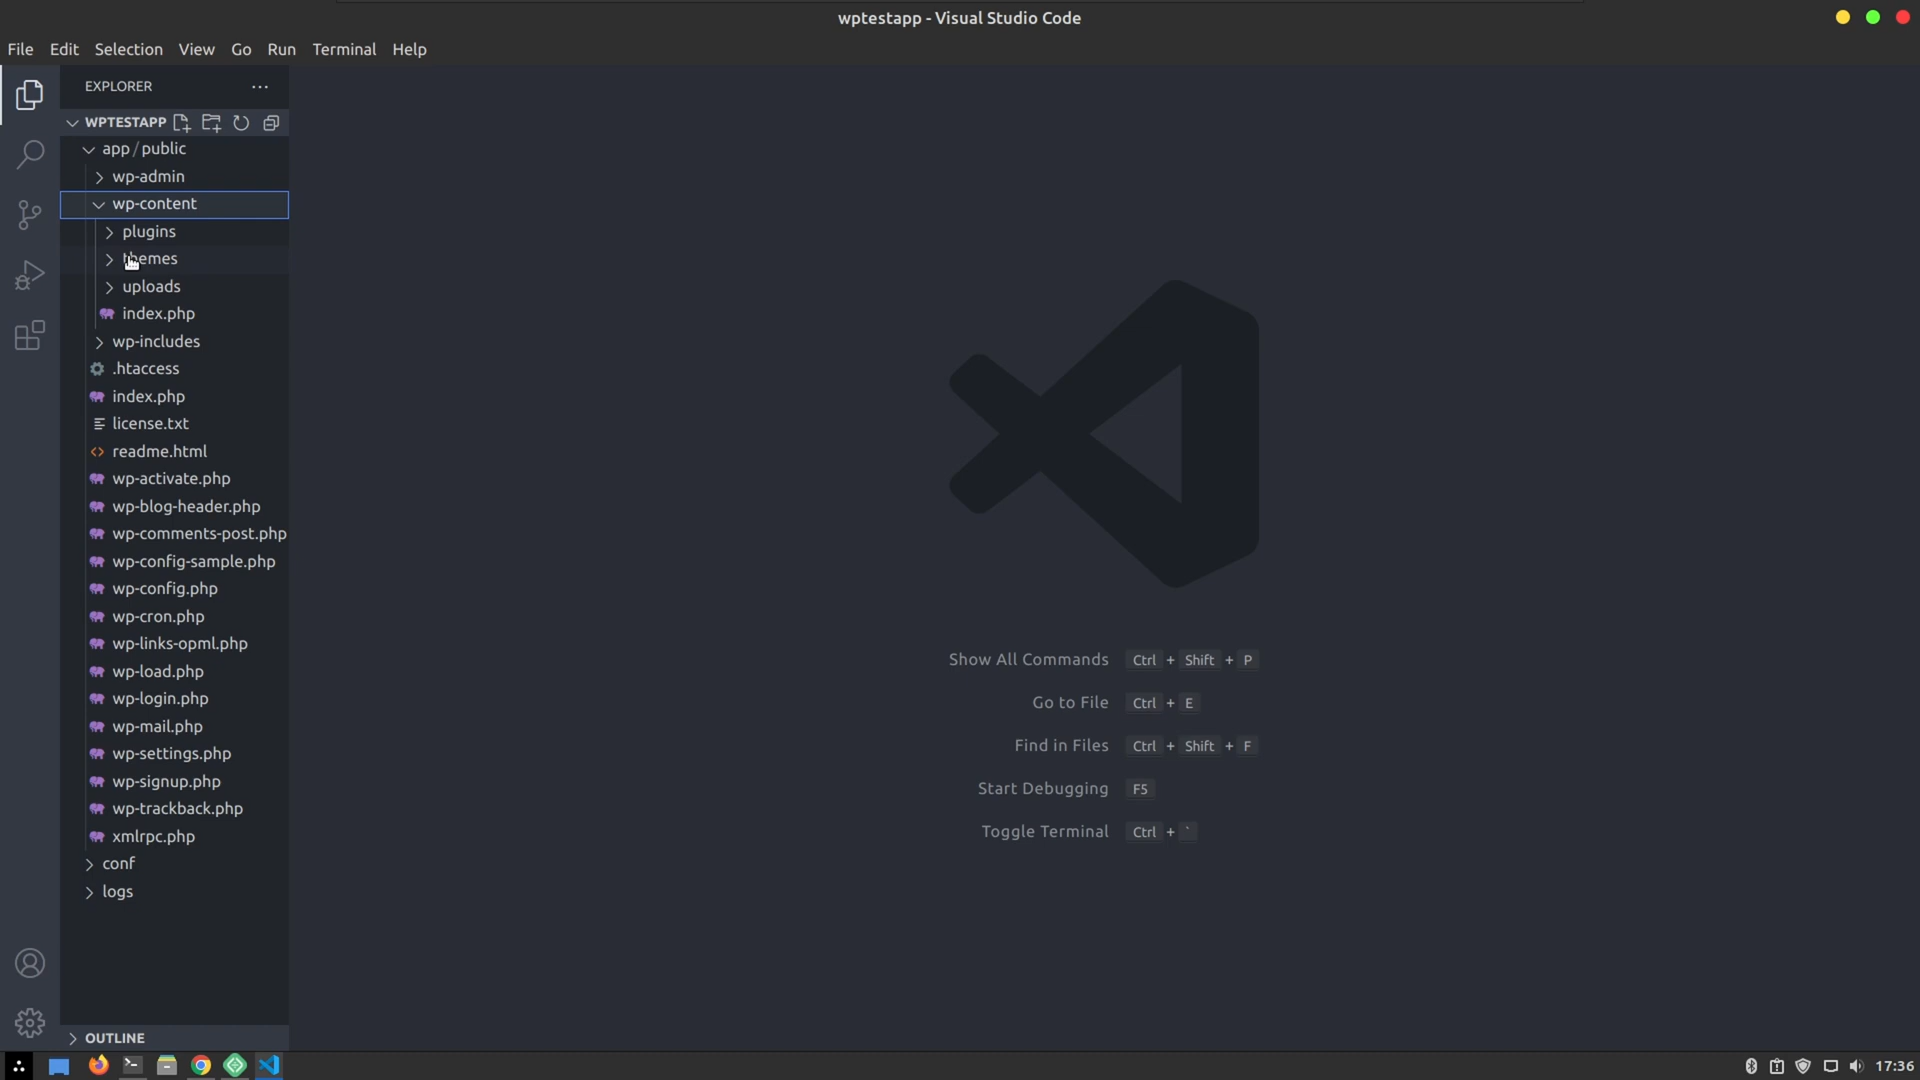 wptestapp - Visual Studio Code
File Edit Selection View Go Run Terminal Help
EXPLORER
WPTESTAPP
app / public
wp-admin
wp-content
plugins
themes
uploads
index.php
wp-includes
.htaccess
index.php
license.txt
readme.html
wp-activate.php
wp-blog-header.php
wp-comments-post.php
wp-config-sample.php
wp-config.php
wp-cron.php
wp-links-opml.php
wp-load.php
wp-login.php
wp-mail.php
wp-settings.php
wp-signup.php
wp-trackback.php
xmlrpc.php
conf
logs
OUTLINE
Show All Commands Ctrl + Shift + P
Go to File Ctrl + E
Find in Files Ctrl + Shift + F
Start Debugging F5
Toggle Terminal Ctrl + `
17:36